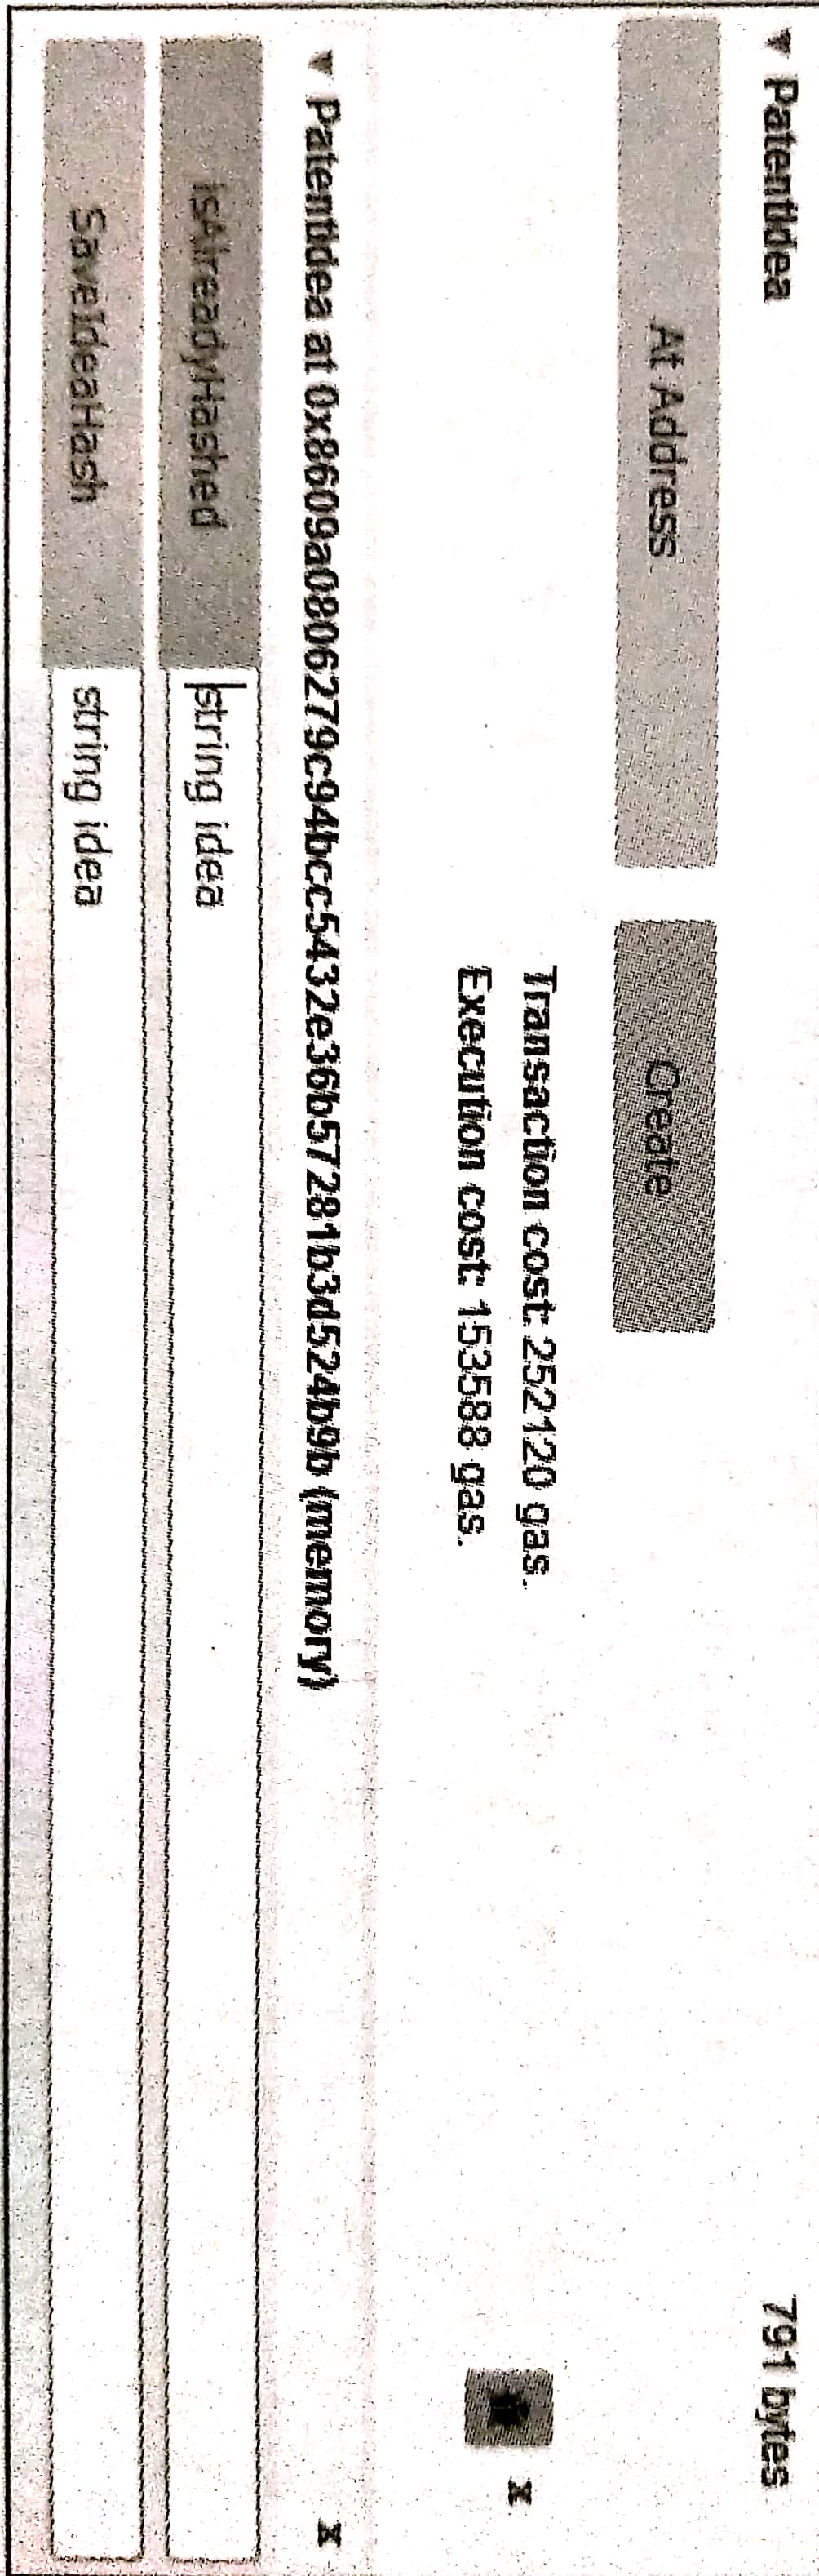 ▼ PatentIdea 791 bytes
At Address Create
Transaction cost: 252120 gas.
Execution cost: 153588 gas.
x
▼ PatentIdea at 0x8609a0806279c94bcc5432e36b57281b3d524b9b (memory) x
isAlreadyHashed string idea
SaveIdeaHash string idea